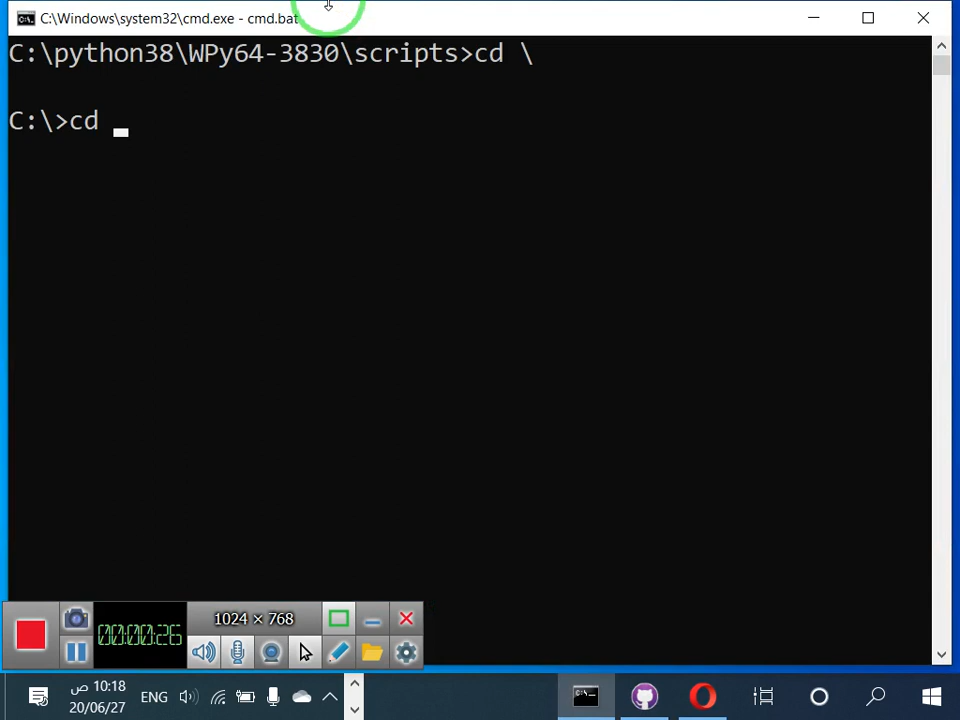 C:\Windows\system32\cmd.exe - cmd.bat
C:\python38\WPy64-3830\scripts>cd \
C:\>cd
1024 × 768
00:00:26
10:18 ص
20/06/27
ENG